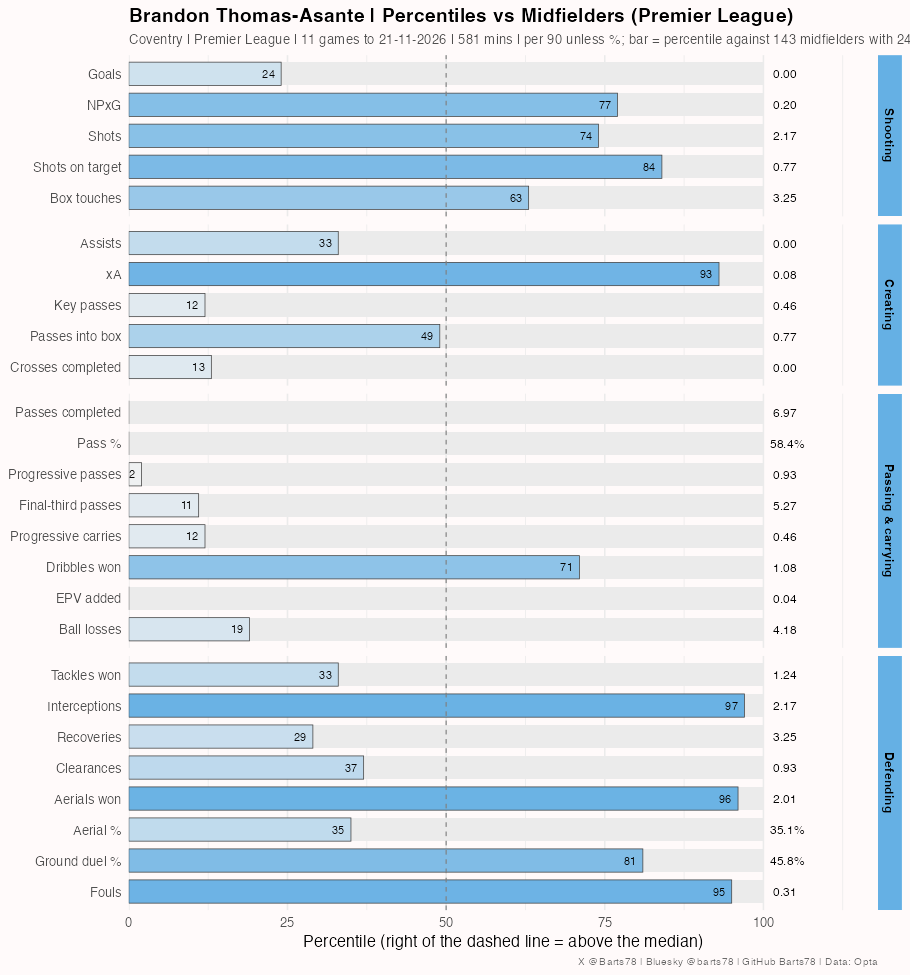 Brandon Thomas-Asante | Percentiles vs Midfielders (Premier League)
Coventry | Premier League | 11 games to 21-11-2026 | 581 mins | per 90 unless %; bar = percentile against 143 midfielders with 24
Goals 24 0.00
NPxG 77 0.20
Shots 74 2.17
Shots on target 84 0.77
Box touches 63 3.25
Shooting
Assists 33 0.00
xA 93 0.08
Key passes 12 0.46
Passes into box 49 0.77
Crosses completed 13 0.00
Creating
Passes completed 6.97
Pass % 58.4%
Progressive passes 2 0.93
Final-third passes 11 5.27
Progressive carries 12 0.46
Dribbles won 71 1.08
EPV added 0.04
Ball losses 19 4.18
Passing & carrying
Tackles won 33 1.24
Interceptions 97 2.17
Recoveries 29 3.25
Clearances 37 0.93
Aerials won 96 2.01
Aerial % 35 35.1%
Ground duel % 81 45.8%
Fouls 95 0.31
Defending
0 25 50 75 100
Percentile (right of the dashed line = above the median)
X @Barts78 | Bluesky @barts78 | GitHub Barts78 | Data: Opta